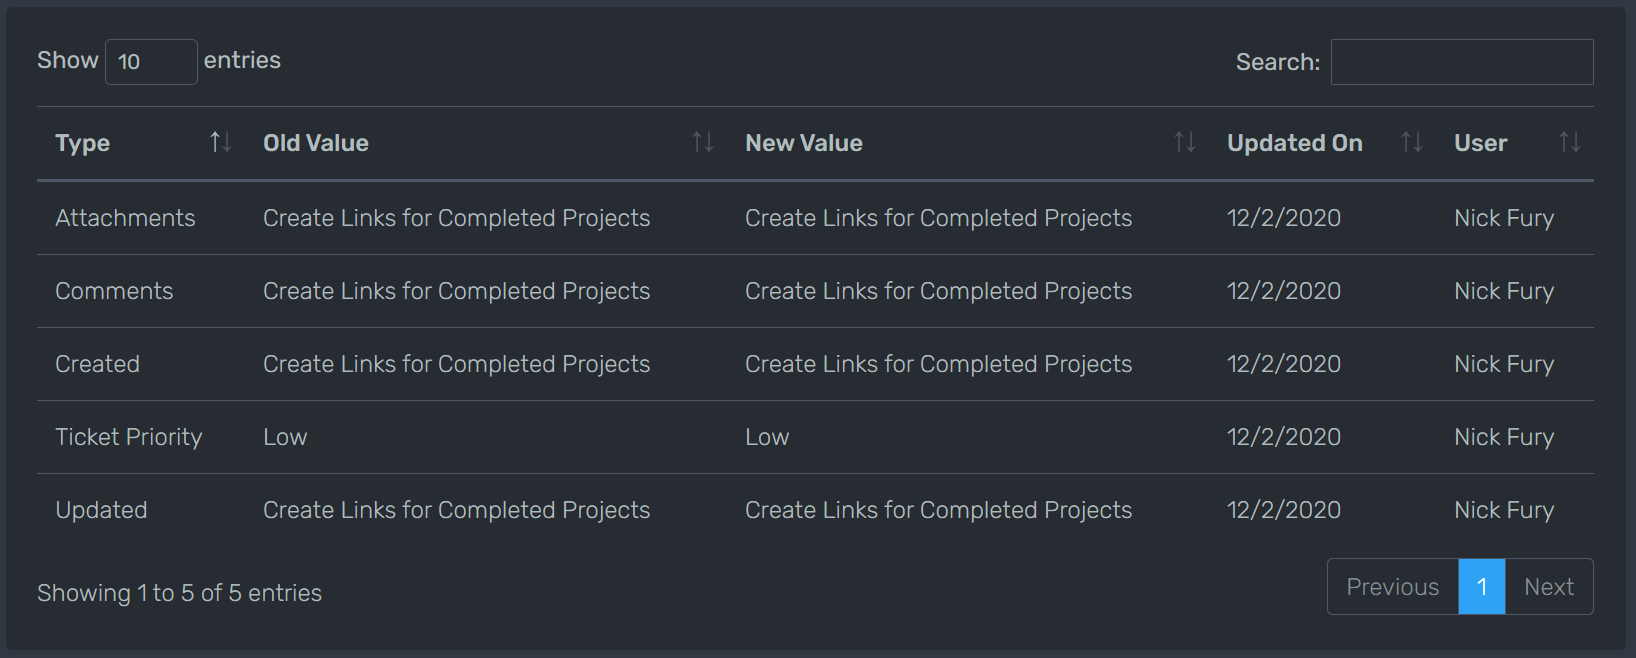 Show 10 entries Search:
Type Old Value New Value Updated On User
Attachments Create Links for Completed Projects Create Links for Completed Projects 12/2/2020 Nick Fury
Comments Create Links for Completed Projects Create Links for Completed Projects 12/2/2020 Nick Fury
Created Create Links for Completed Projects Create Links for Completed Projects 12/2/2020 Nick Fury
Ticket Priority Low Low 12/2/2020 Nick Fury
Updated Create Links for Completed Projects Create Links for Completed Projects 12/2/2020 Nick Fury
Showing 1 to 5 of 5 entries Previous 1 Next